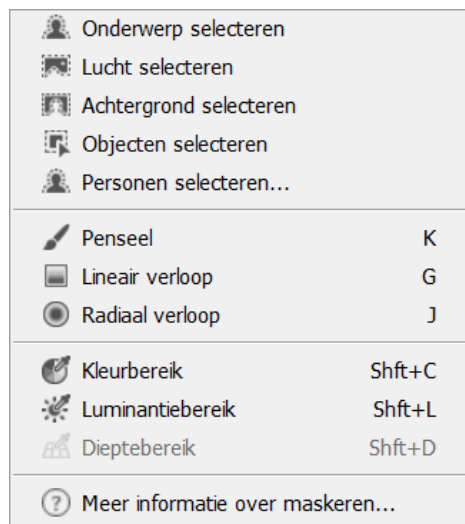 Onderwerp selecteren
Lucht selecteren
Achtergrond selecteren
Objecten selecteren
Personen selecteren...
Penseel K
Lineair verloop G
Radiaal verloop J
Kleurbereik Shft+C
Luminantiebereik Shft+L
Dieptebereik Shft+D
? Meer informatie over maskeren...